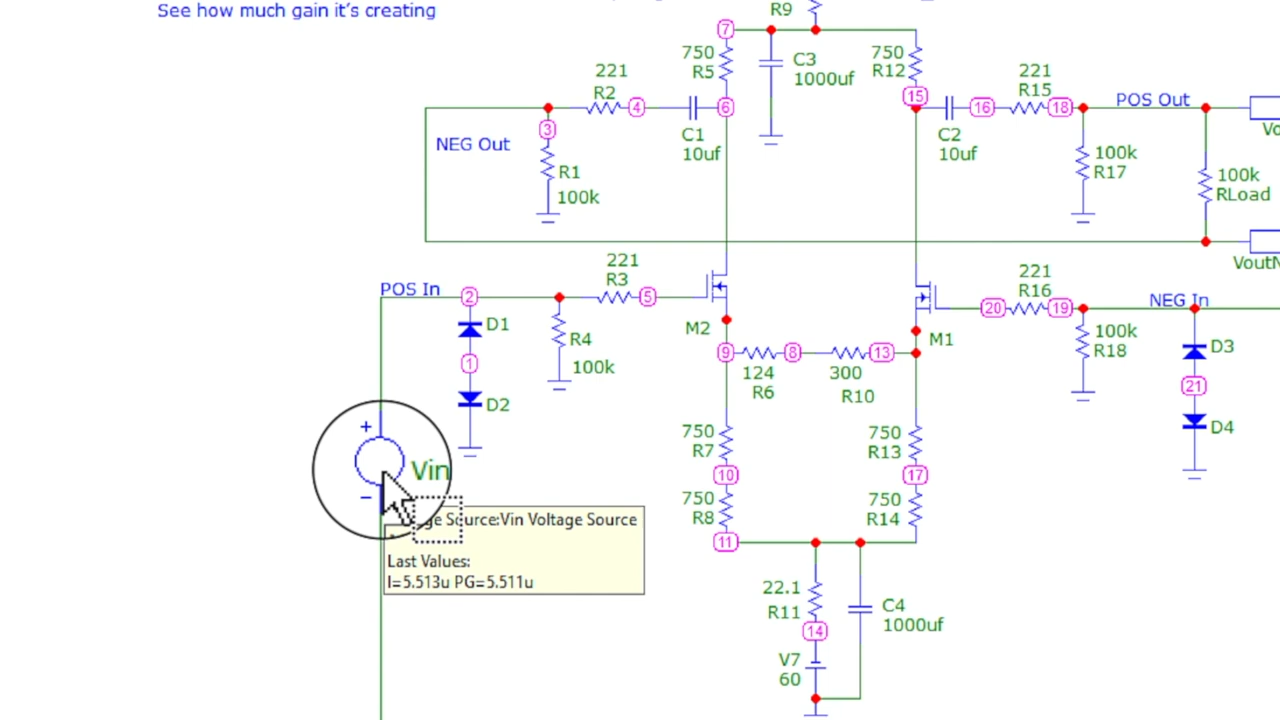 See how much gain it's creating
R9
7
750
R5
C3
1000uf
750
R12
221
R2
4
6
15
16
221
R15
18
POS Out
3
NEG Out
C1
10uf
C2
10uf
R1
100k
100k
R17
100k
RLoad
221
R3
POS In
2
5
221
R16
20
19
NEG In
D1
R4
100k
M2
M1
100k
R18
D3
1
9
8
13
124
R6
300
R10
21
D2
D4
750
R7
750
R13
+
Vin
10
17
-
750
R8
750
R14
Source:Vin Voltage Source
11
Last Values:
I=5.513u PG=5.511u
22.1
R11
C4
1000uf
14
V7
60